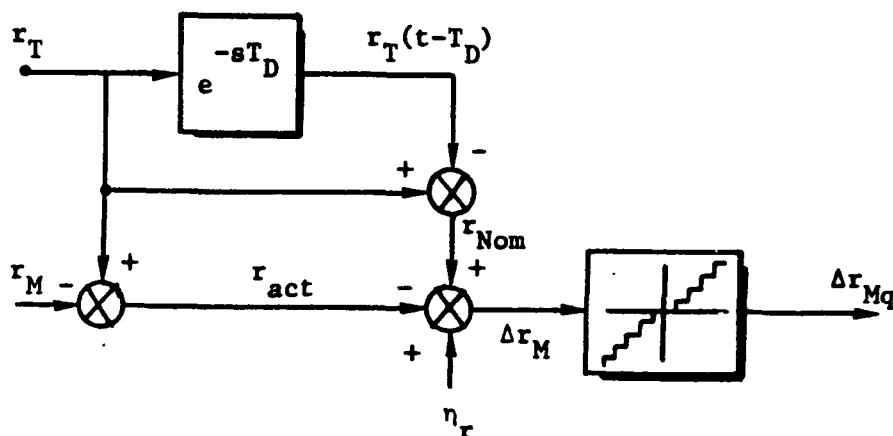 r_T
e^-sT_D
r_T(t-T_D)
-
+
r_Nom
r_M
-
+
r_act
-
+
+
Δr_M
Δr_Mq
η_r